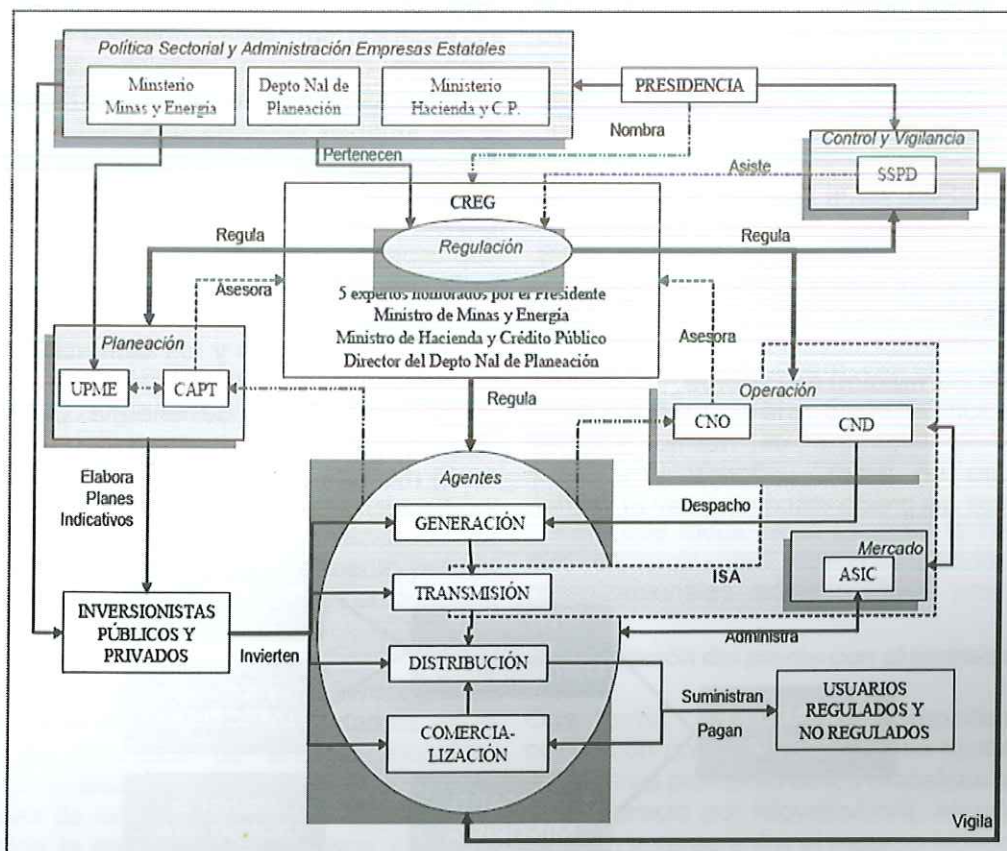 Política Sectorial y Administración Empresas Estatales
Minsterio
Minas y Energía
Depto Nal de
Planeación
Ministerio
Hacienda y C.P.
PRESIDENCIA
Nombra
Control y Vigilancia
SSPD
Pertenecen
Asiste
CREG
Regulación
Regula
Regula
Asesora
5 expertos nombrados por el Presidente
Ministro de Minas y Energía
Ministro de Hacienda y Crédito Público
Director del Depto Nal de Planeación
Asesora
Planeación
UPME
CAPT
Regula
Operación
CNO
CND
Elabora
Planes
Indicativos
Agentes
GENERACIÓN
Despacho
Mercado
ASIC
ISA
TRANSMISIÓN
INVERSIONISTAS
PÚBLICOS Y
PRIVADOS
Invierten
Administra
DISTRIBUCIÓN
Suministran
Pagan
USUARIOS
REGULADOS Y
NO REGULADOS
COMERCIA-
LIZACIÓN
Vigila